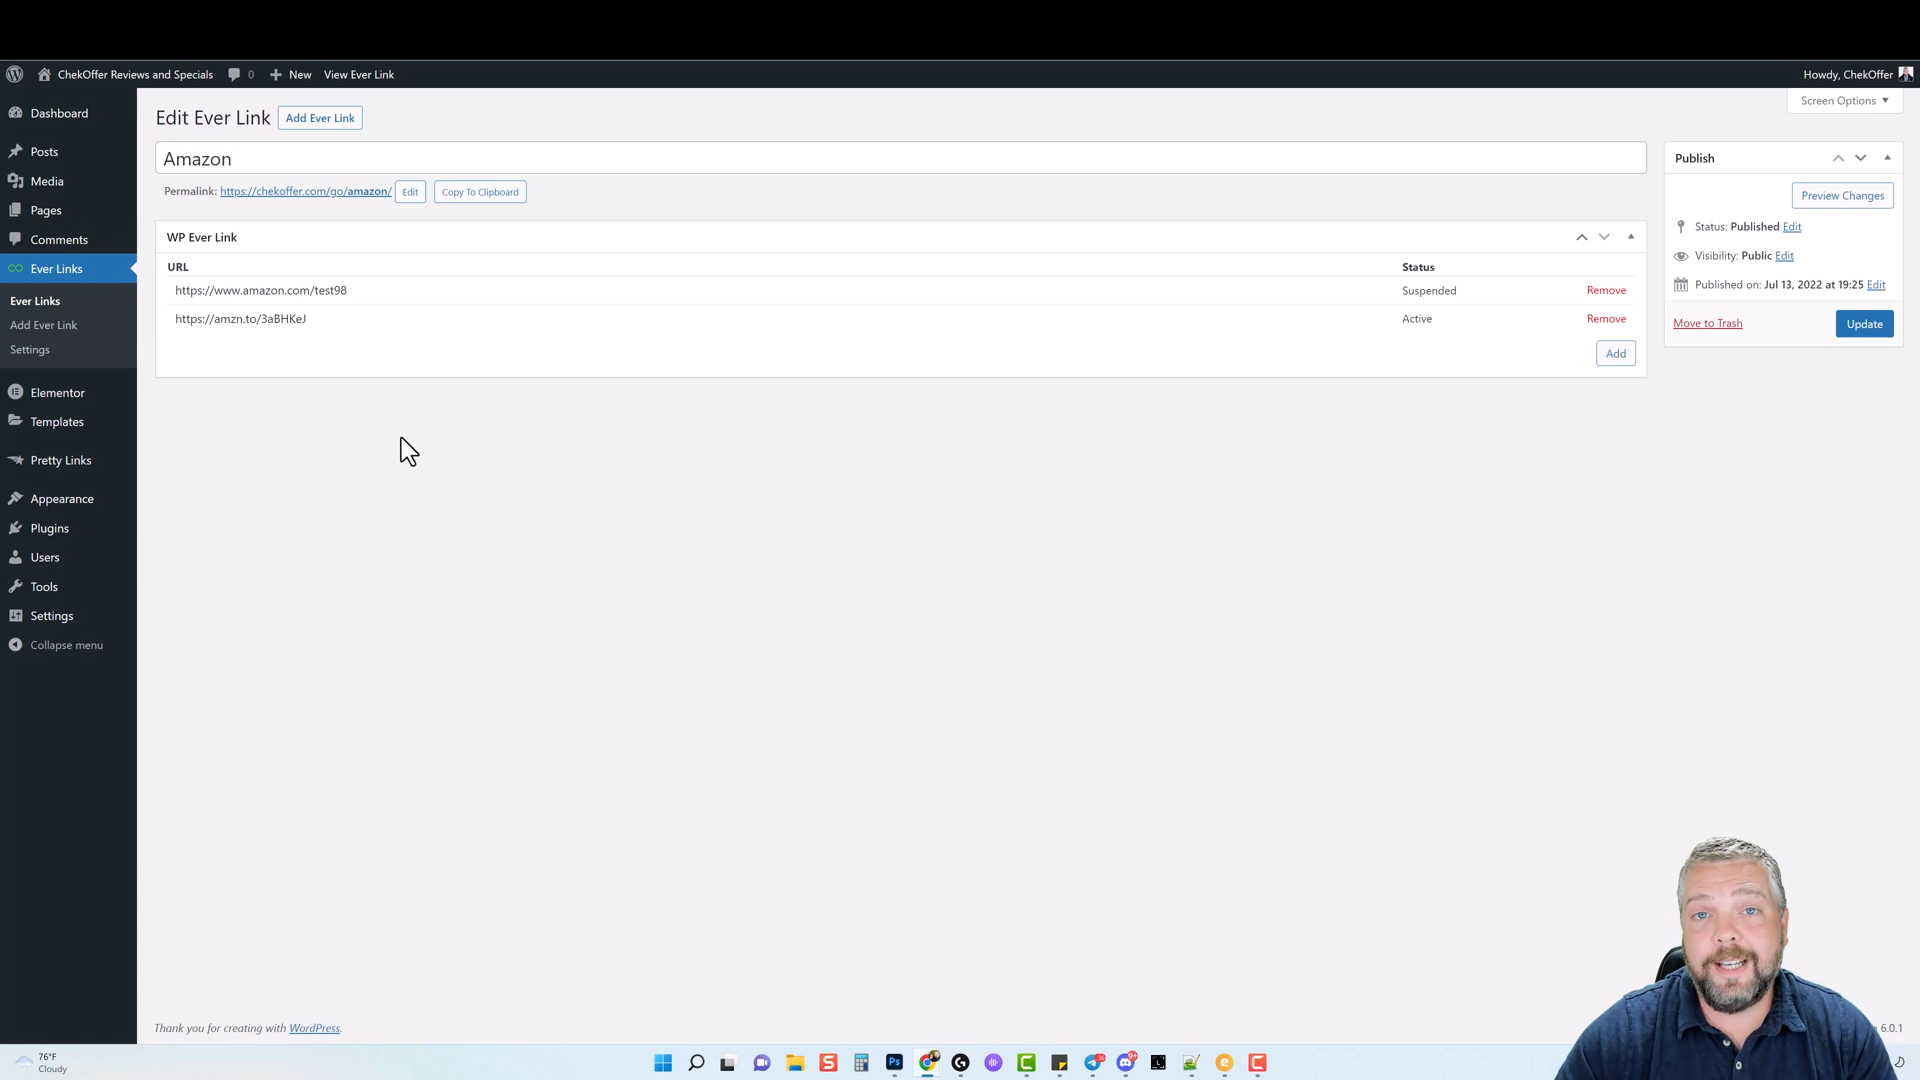 ChekOffer Reviews and Specials 0 New View Ever Link Howdy, ChekOffer
Screen Options
Dashboard
Posts
Media
Pages
Comments
Ever Links
Ever Links
Add Ever Link
Settings
Elementor
Templates
Pretty Links
Appearance
Plugins
Users
Tools
Settings
Collapse menu
Edit Ever Link Add Ever Link
Amazon
Permalink: https://chekoffer.com/go/amazon/ Edit Copy To Clipboard
WP Ever Link
URL Status
https://www.amazon.com/test98 Suspended Remove
https://amzn.to/3aBHKeJ Active Remove
Add
Publish
Preview Changes
Status: Published Edit
Visibility: Public Edit
Published on: Jul 13, 2022 at 19:25 Edit
Move to Trash Update
Thank you for creating with WordPress.
6.0.1
76°F
Cloudy